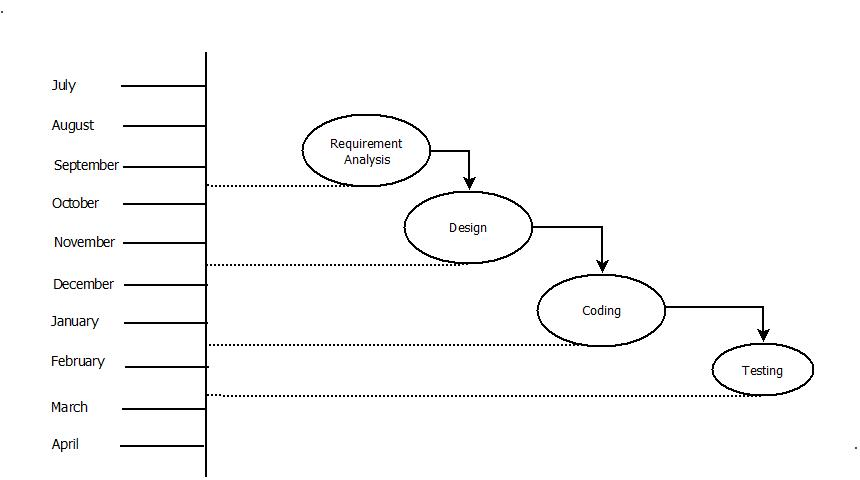 July
August
September
October
November
December
January
February
March
April
Requirement
Analysis
Design
Coding
Testing